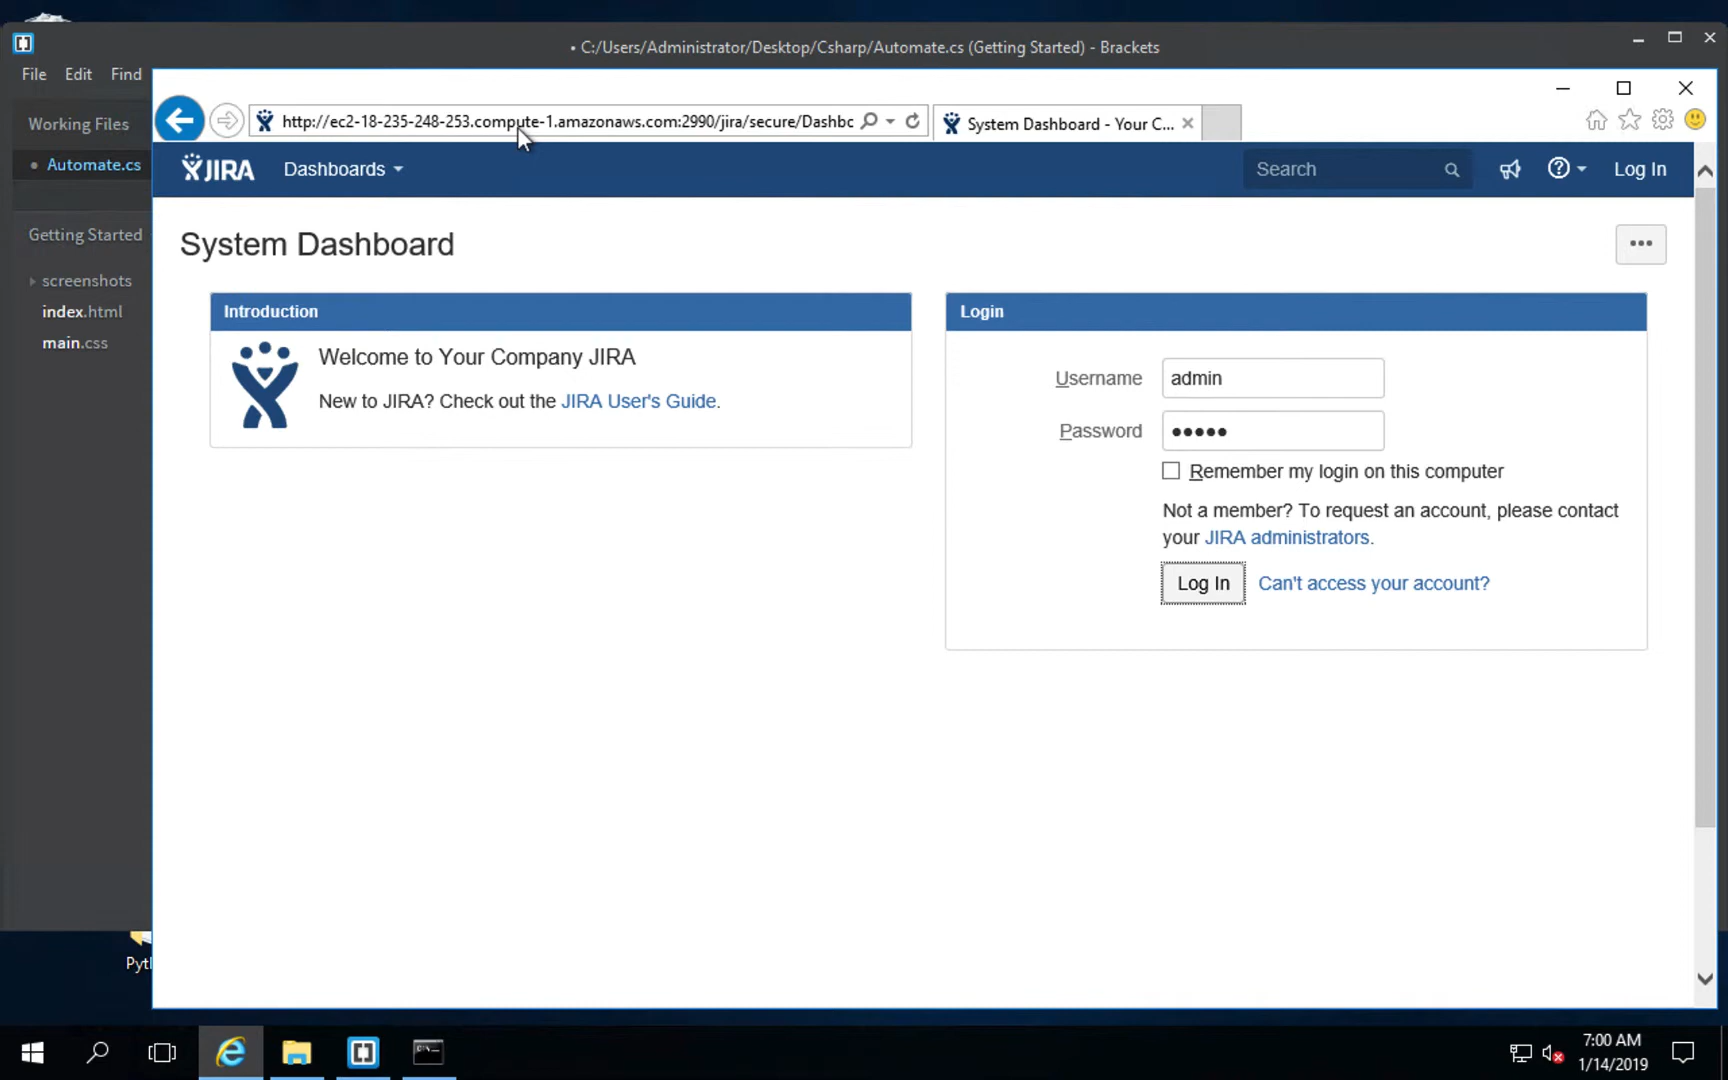 • C:/Users/Administrator/Desktop/Csharp/Automate.cs (Getting Started) - Brackets
File Edit Find
Working Files
• Automate.cs
Getting Started
screenshots
index.html
main.css
http://ec2-18-235-248-253.compute-1.amazonaws.com:2990/jira/secure/Dashbc
System Dashboard - Your C...
JIRA Dashboards Search Log In
System Dashboard
Introduction
Welcome to Your Company JIRA
New to JIRA? Check out the JIRA User's Guide.
Login
Username admin
Password •••••
Remember my login on this computer
Not a member? To request an account, please contact
your JIRA administrators.
Log In Can't access your account?
Pyth
7:00 AM
1/14/2019